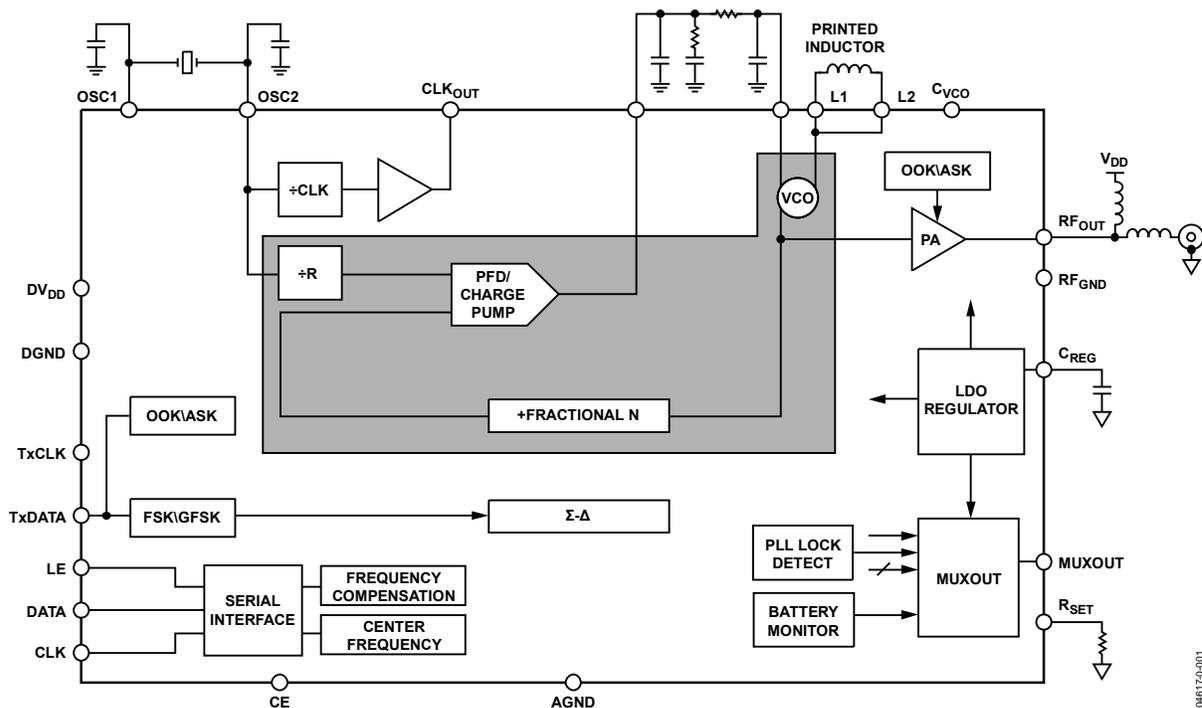 PRINTED
INDUCTOR
OSC1
OSC2
CLKOUT
L1
L2
CVCO
÷CLK
VCO
OOK\ASK
VDD
PA
RFOUT
÷R
PFD/
CHARGE
PUMP
RFGND
DVDD
DGND
LDO
REGULATOR
CREG
OOK\ASK
+FRACTIONAL N
TxCLK
TxDATA
FSK\GFSK
Σ-Δ
PLL LOCK
DETECT
MUXOUT
MUXOUT
LE
DATA
CLK
SERIAL
INTERFACE
FREQUENCY
COMPENSATION
CENTER
FREQUENCY
BATTERY
MONITOR
RSET
CE
AGND
04617-0-001